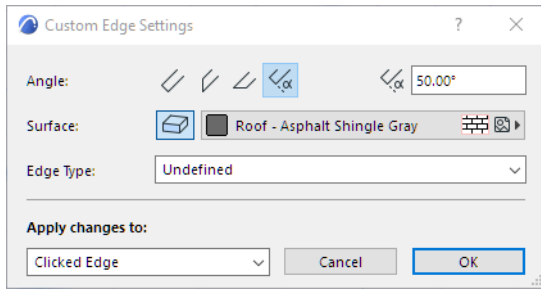 Custom Edge Settings
Angle: α α 50.00°
Surface: Roof - Asphalt Shingle Gray
Edge Type: Undefined
Apply changes to:
Clicked Edge Cancel OK